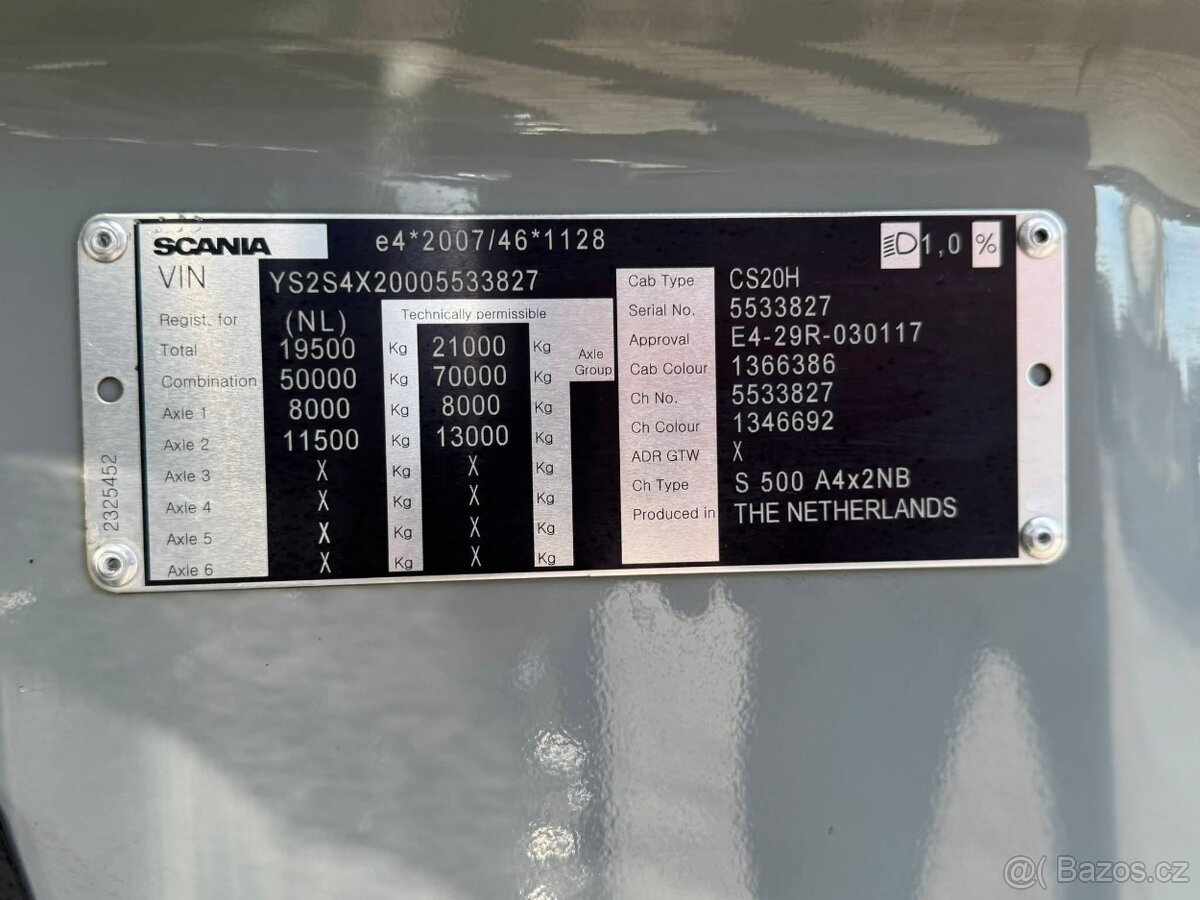 SCANIA e4*2007/46*1128 1,0 %
VIN YS2S4X20005533827
Regist. for (NL) Technically permissible
Total 19500 Kg 21000 Kg Axle Group
Combination 50000 Kg 70000 Kg
Axle 1 8000 Kg 8000 Kg
Axle 2 11500 Kg 13000 Kg
Axle 3 X Kg X Kg
Axle 4 X Kg X Kg
Axle 5 X Kg X Kg
Axle 6 X Kg X Kg
Cab Type CS20H
Serial No. 5533827
Approval E4-29R-030117
Cab Colour 1366386
Ch No. 5533827
Ch Colour 1346692
ADR GTW X
Ch Type S 500 A4x2NB
Produced in THE NETHERLANDS
2325452
@( Bazos.cz